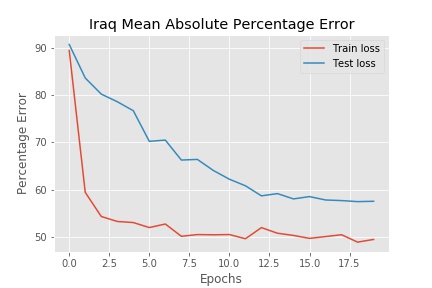 Iraq Mean Absolute Percentage Error
Train loss
Test loss
Percentage Error
90
80
70
60
50
0.0 2.5 5.0 7.5 10.0 12.5 15.0 17.5
Epochs